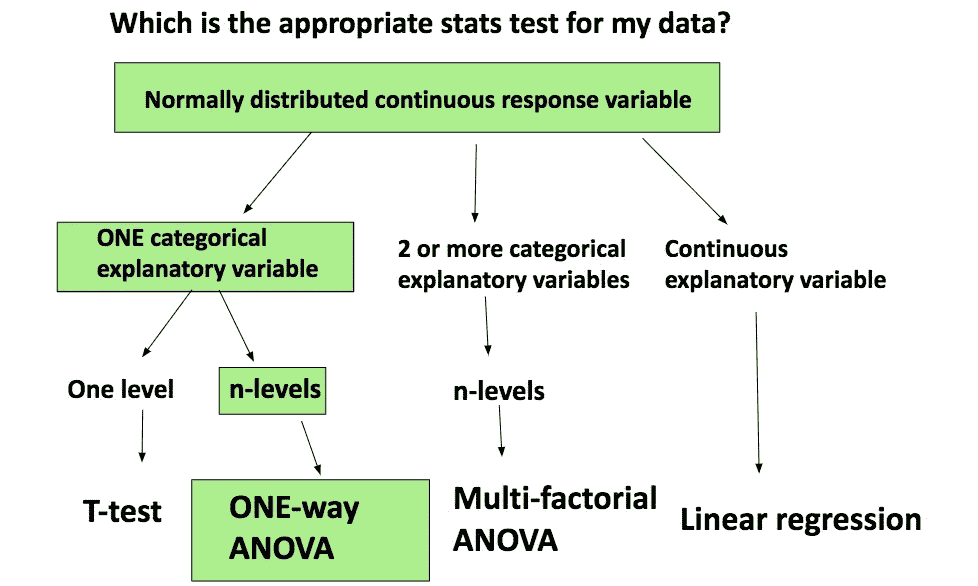 Which is the appropriate stats test for my data?
Normally distributed continuous response variable
ONE categorical
explanatory variable
2 or more categorical
explanatory variables
Continuous
explanatory variable
One level
n-levels
n-levels
T-test
ONE-way
ANOVA
Multi-factorial
ANOVA
Linear regression